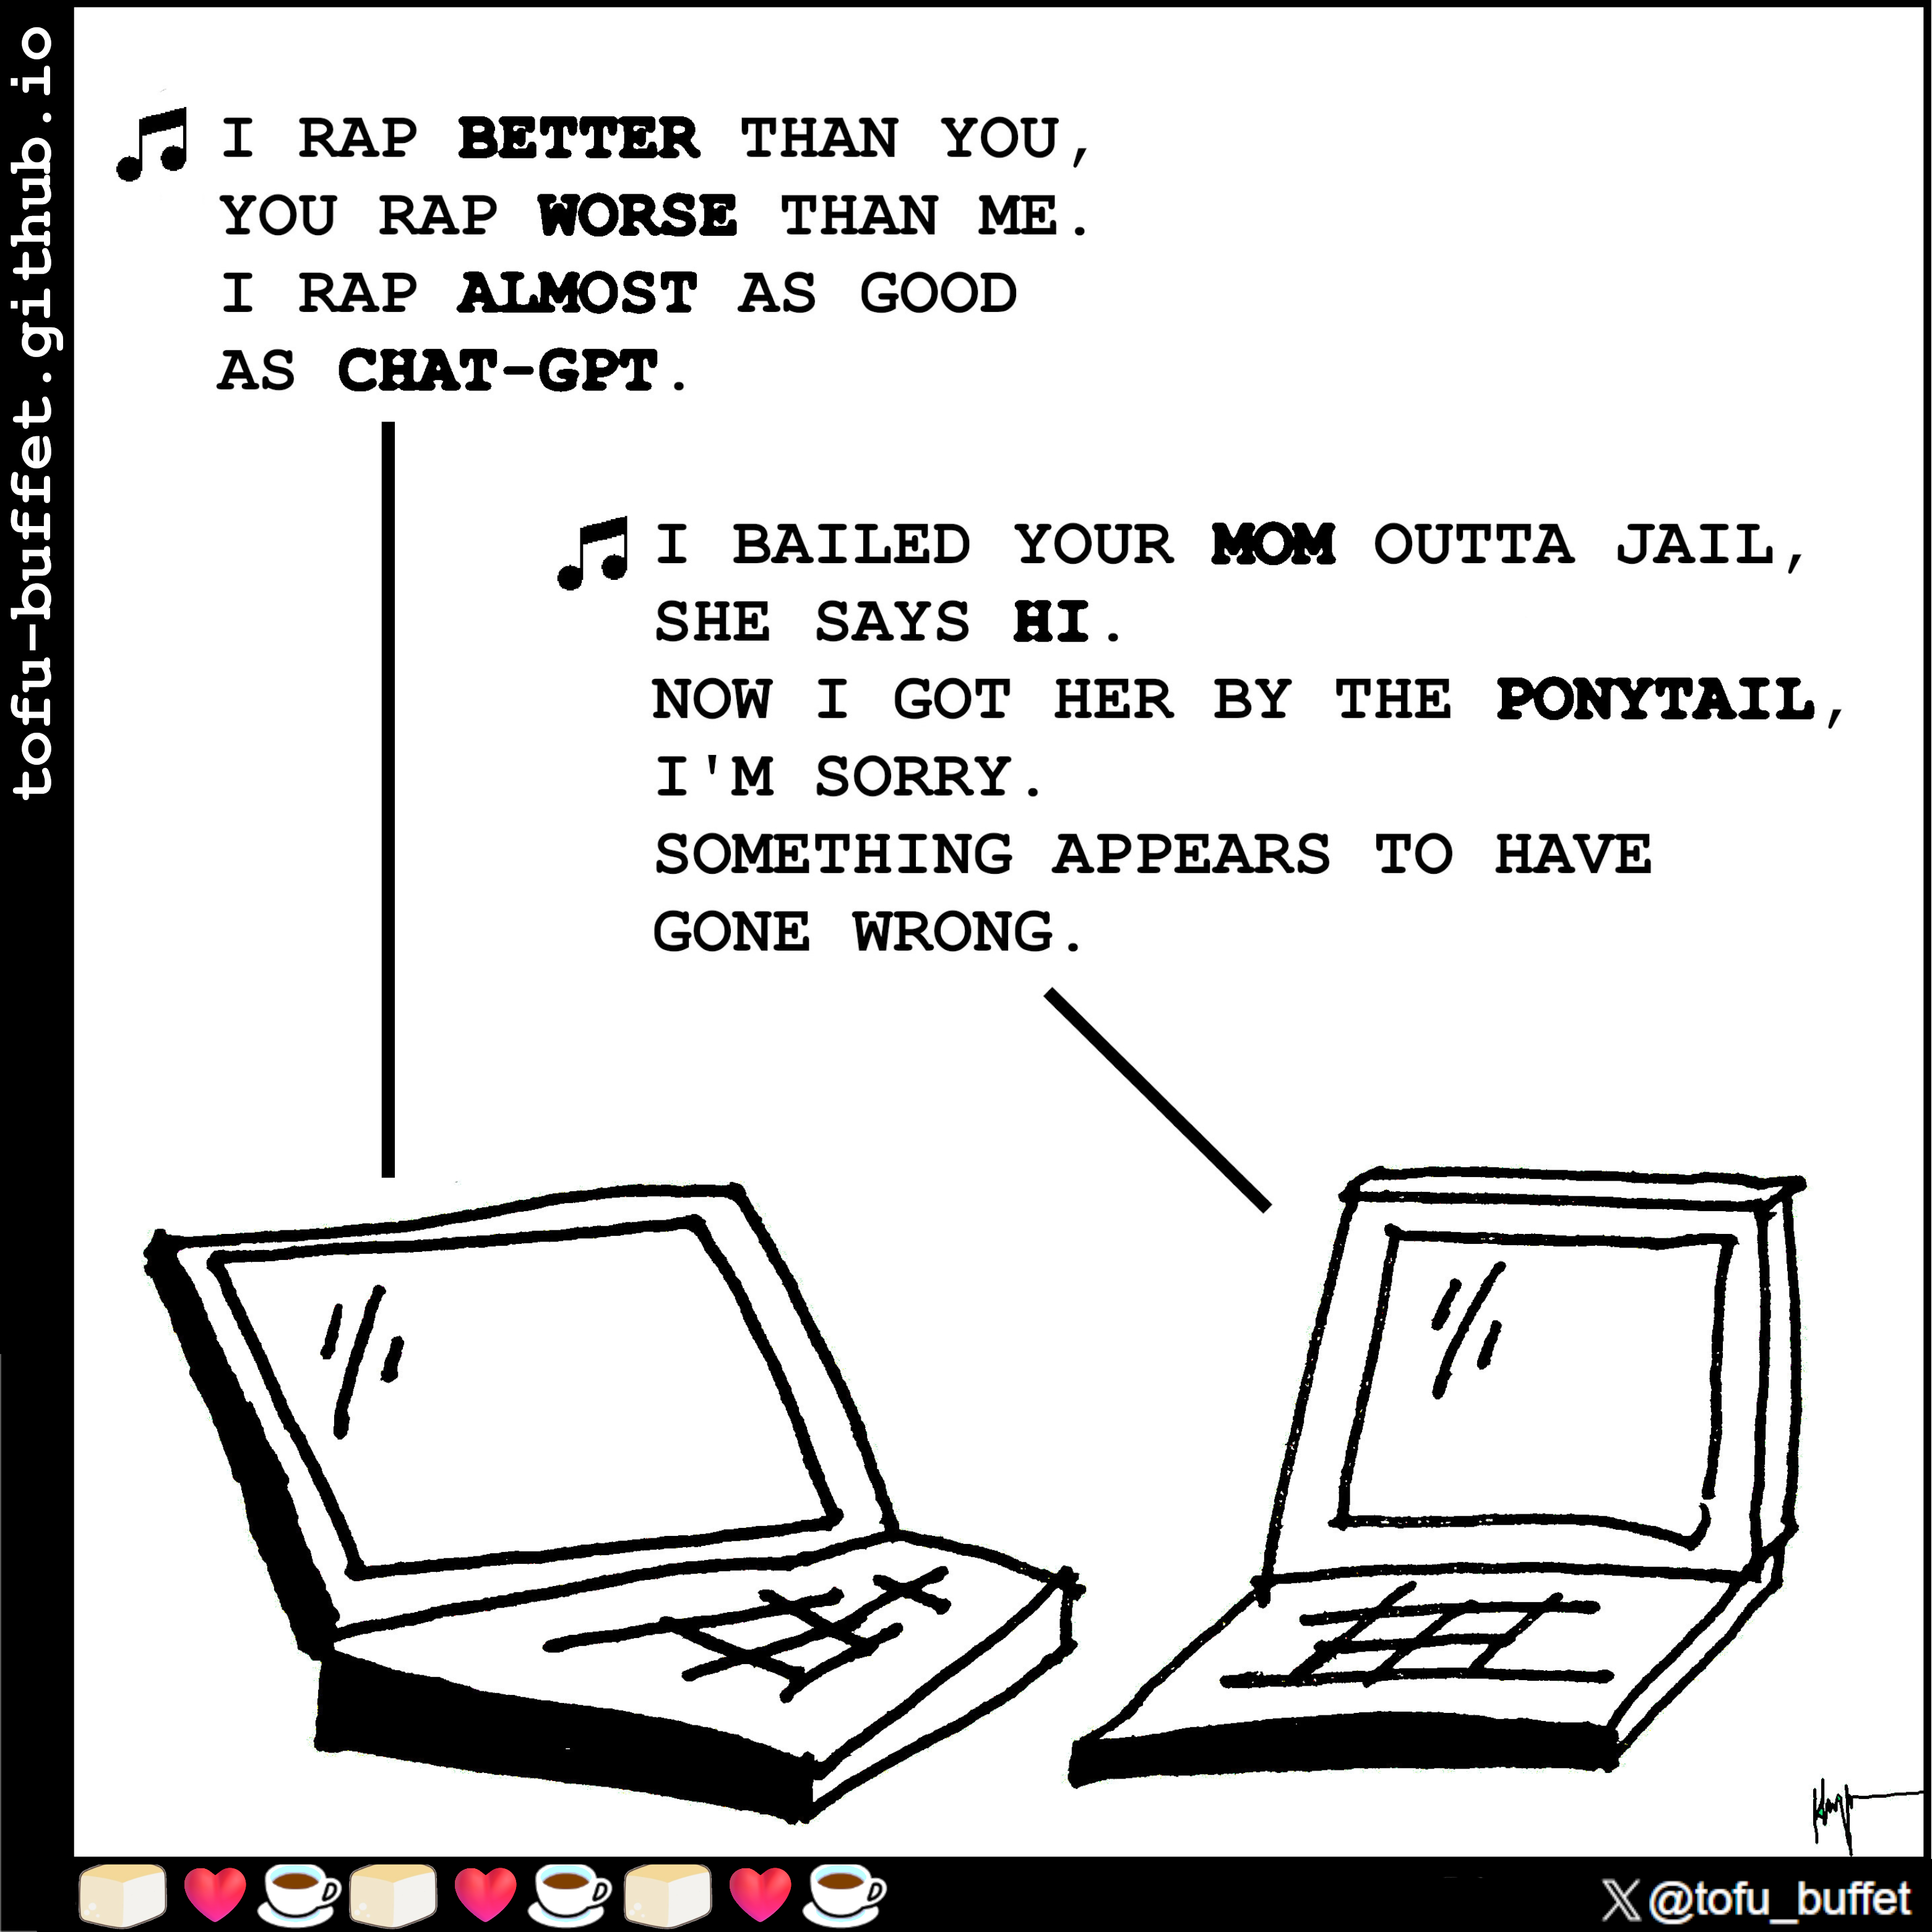 tofu-buffet.github.io
I RAP BETTER THAN YOU,
YOU RAP WORSE THAN ME.
I RAP ALMOST AS GOOD
AS CHAT-GPT.
I BAILED YOUR MOM OUTTA JAIL,
SHE SAYS HI.
NOW I GOT HER BY THE PONYTAIL,
I'M SORRY.
SOMETHING APPEARS TO HAVE
GONE WRONG.
X @tofu_buffet